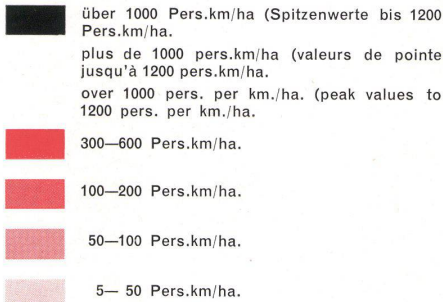 über 1000 Pers.km/ha (Spitzenwerte bis 1200
Pers.km/ha.
plus de 1000 pers.km/ha (valeurs de pointe
jusqu'à 1200 pers.km/ha.
over 1000 pers. per km./ha. (peak values to
1200 pers. per km./ha.
300—600 Pers.km/ha.
100—200 Pers.km/ha.
50—100 Pers.km/ha.
5— 50 Pers.km/ha.